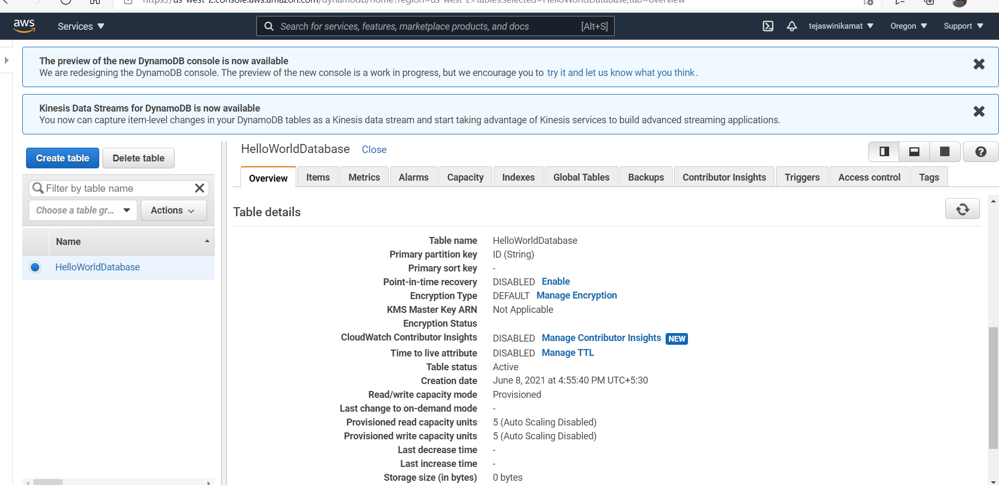 https://us-west-2.console.aws.amazon.com/dynamodb/home?region=us-west-2#tables:selected=HelloWorldDatabase;tab=overview
aws
Services
Search for services, features, marketplace products, and docs [Alt+S]
tejaswinikamat
Oregon
Support
The preview of the new DynamoDB console is now available
We are redesigning the DynamoDB console. The preview of the new console is a work in progress, but we encourage you to try it and let us know what you think.
Kinesis Data Streams for DynamoDB is now available
You now can capture item-level changes in your DynamoDB tables as a Kinesis data stream and start taking advantage of Kinesis services to build advanced streaming applications.
Create table
Delete table
Filter by table name
Choose a table gr...
Actions
Name
HelloWorldDatabase
HelloWorldDatabase Close
Overview Items Metrics Alarms Capacity Indexes Global Tables Backups Contributor Insights Triggers Access control Tags
Table details
Table name HelloWorldDatabase
Primary partition key ID (String)
Primary sort key -
Point-in-time recovery DISABLED Enable
Encryption Type DEFAULT Manage Encryption
KMS Master Key ARN Not Applicable
Encryption Status
CloudWatch Contributor Insights DISABLED Manage Contributor Insights NEW
Time to live attribute DISABLED Manage TTL
Table status Active
Creation date June 8, 2021 at 4:55:40 PM UTC+5:30
Read/write capacity mode Provisioned
Last change to on-demand mode -
Provisioned read capacity units 5 (Auto Scaling Disabled)
Provisioned write capacity units 5 (Auto Scaling Disabled)
Last decrease time -
Last increase time -
Storage size (in bytes) 0 bytes